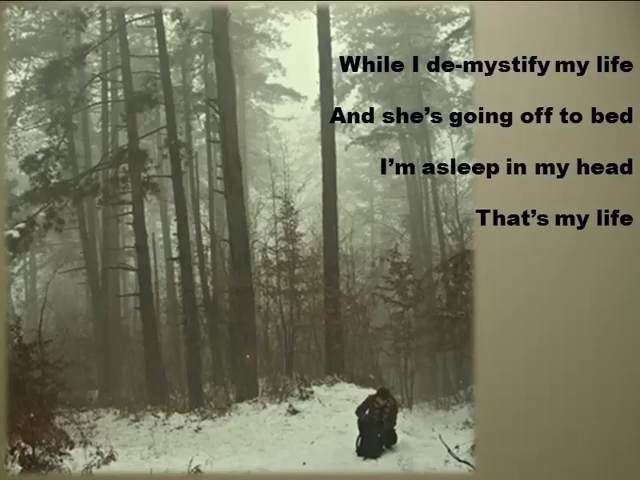 While I de-mystify my life
And she's going off to bed
I'm asleep in my head
That's my life